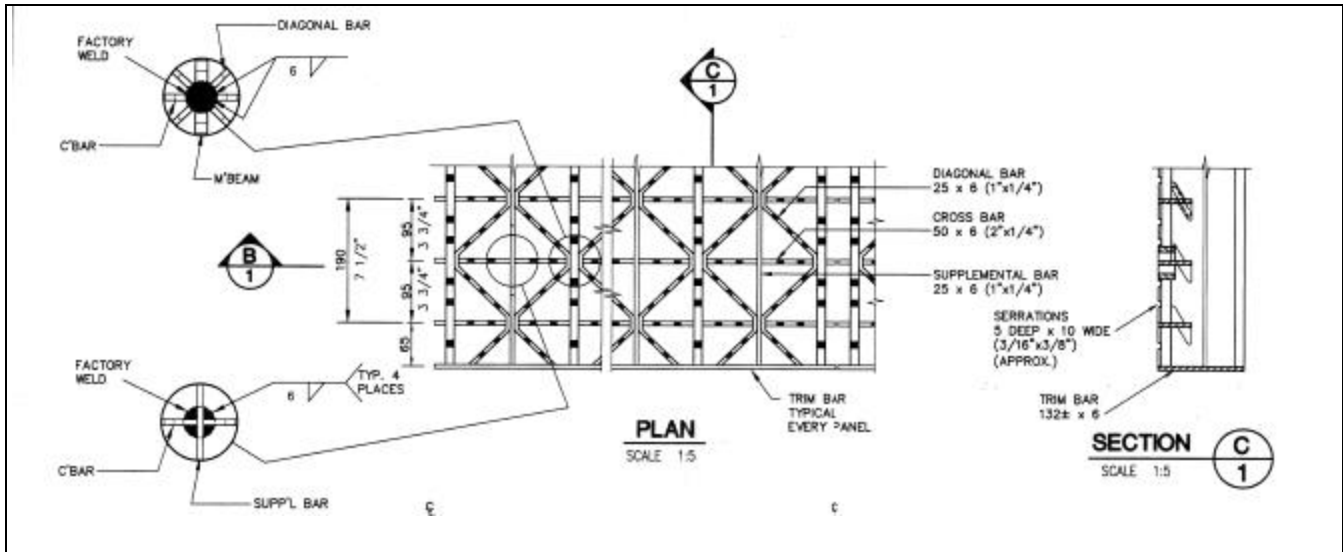 DIAGONAL BAR
FACTORY
WELD
6
C'BAR
M'BEAM
C
1
DIAGONAL BAR
25 x 6 (1"x1/4")
CROSS BAR
50 x 6 (2"x1/4")
SUPPLEMENTAL BAR
25 x 6 (1"x1/4")
190
7 1/2"
95
3 3/4"
95
3 3/4"
65
B
1
SERRATIONS
5 DEEP x 10 WIDE
(3/16"x3/8")
(APPROX.)
FACTORY
WELD
6
TYP. 4
PLACES
C'BAR
SUPP'L BAR
TRIM BAR
TYPICAL
EVERY PANEL
TRIM BAR
132± x 6
PLAN
SCALE 1:5
SECTION
SCALE 1:5
C
1
℄
¢